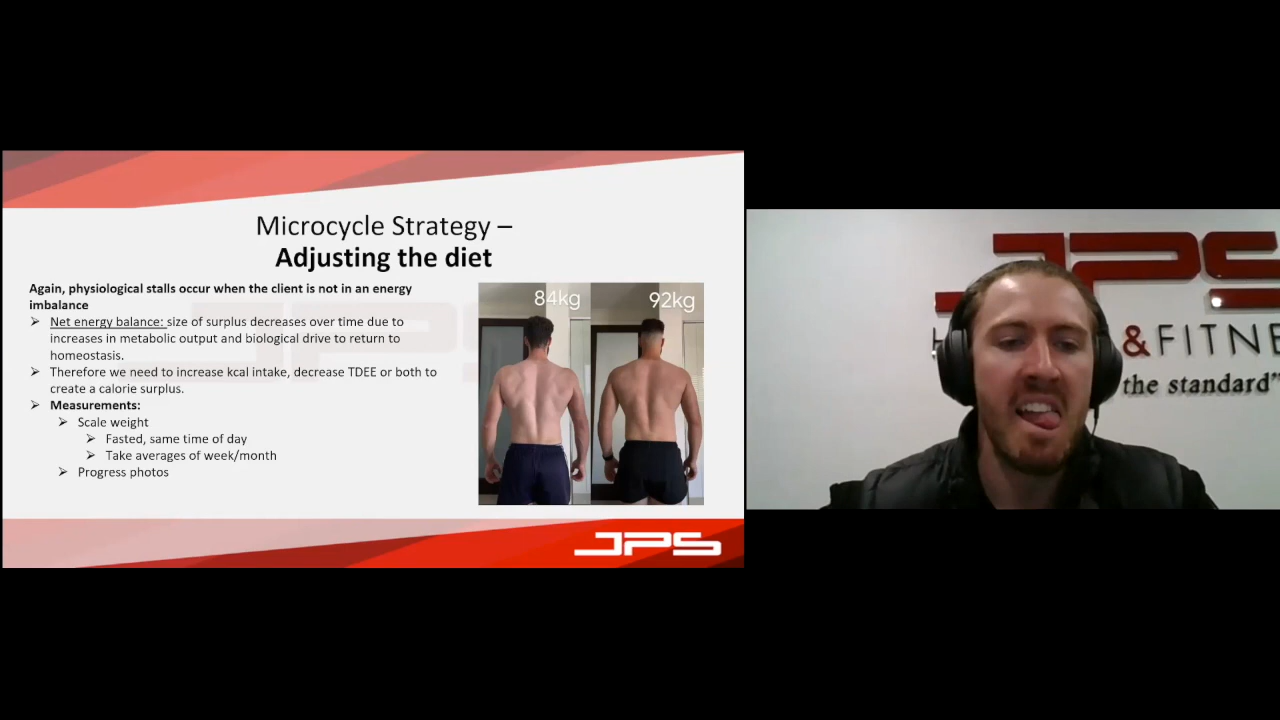 Microcycle Strategy –
Adjusting the diet
Again, physiological stalls occur when the client is not in an energy
imbalance
Net energy balance: size of surplus decreases over time due to
increases in metabolic output and biological drive to return to
homeostasis.
Therefore we need to increase kcal intake, decrease TDEE or both to
create a calorie surplus.
Measurements:
Scale weight
Fasted, same time of day
Take averages of week/month
Progress photos
84kg
92kg
JPS
JPS
&FITNE
the standard"